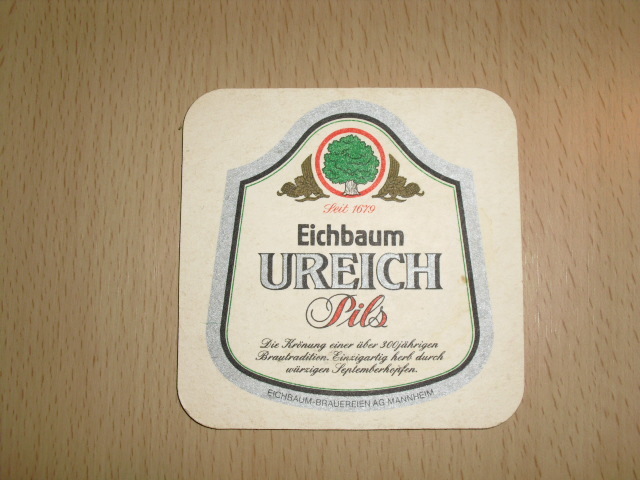 Seit 1679
Eichbaum
UREICH
Pils
Die Krönung einer über 300jährigen
Brautradition. Einzigartig herb durch
würzigen Septemberhopfen.
EICHBAUM-BRAUEREIEN AG MANNHEIM